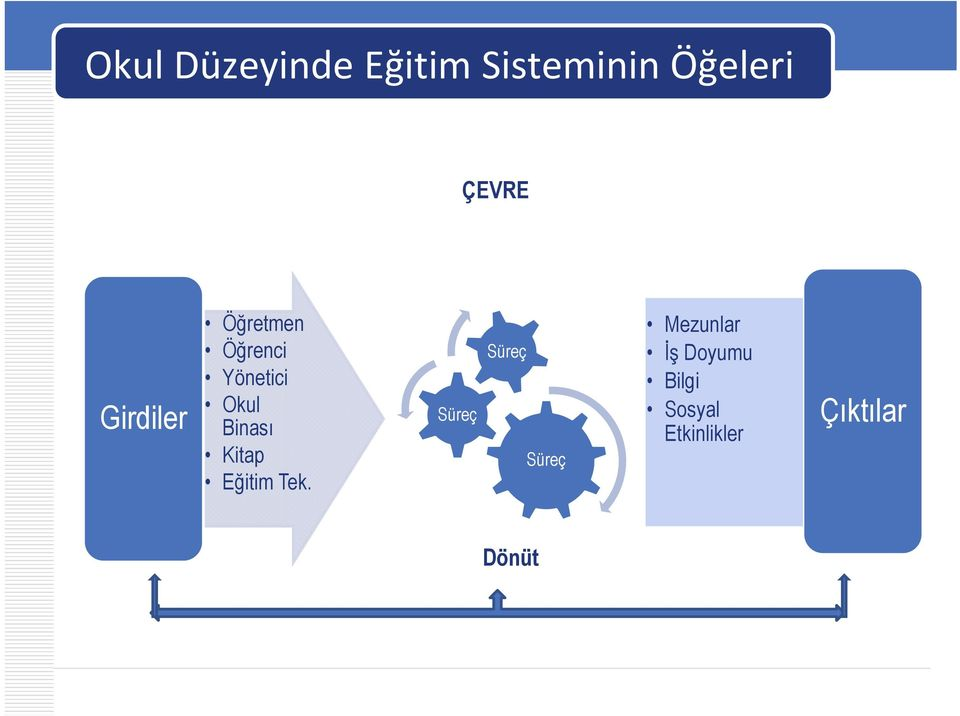 Okul Düzeyinde Eğitim Sisteminin Öğeleri
ÇEVRE
Girdiler
• Öğretmen
• Öğrenci
• Yönetici
• Okul
Binası
• Kitap
• Eğitim Tek.
Süreç
Süreç
Süreç
• Mezunlar
• İş Doyumu
• Bilgi
• Sosyal
Etkinlikler
Çıktılar
Dönüt